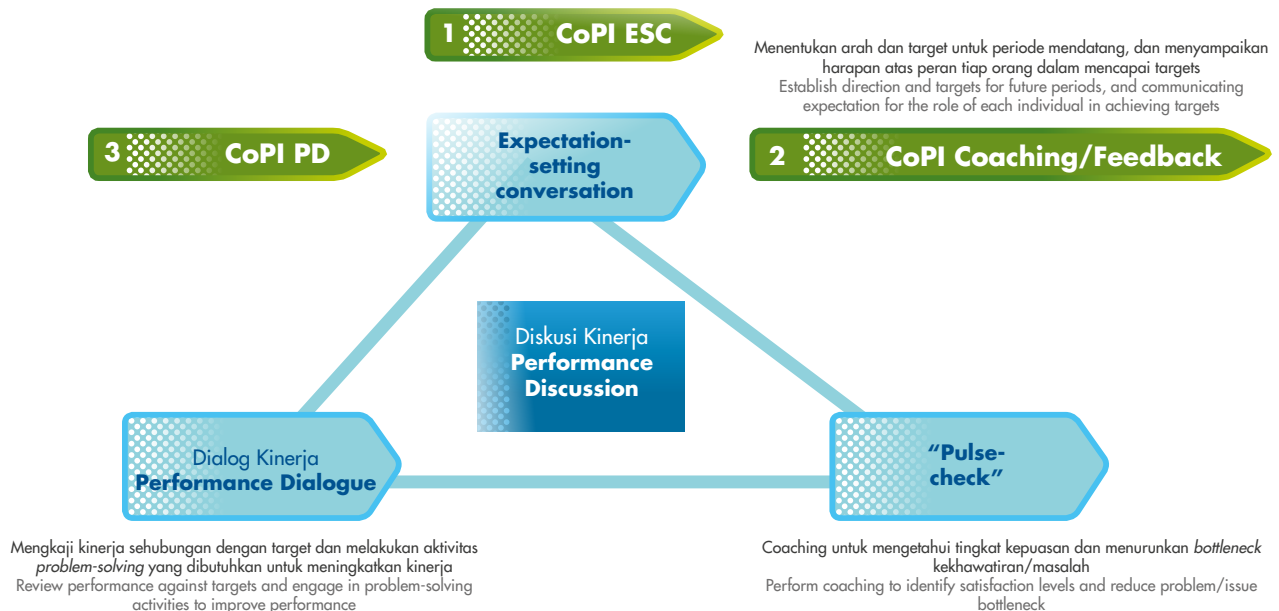 1 CoPI ESC
Menentukan arah dan target untuk periode mendatang, dan menyampaikan
harapan atas peran tiap orang dalam mencapai targets
Establish direction and targets for future periods, and communicating
expectation for the role of each individual in achieving targets
3 CoPI PD
Expectation-
setting
conversation
2 CoPI Coaching/Feedback
Diskusi Kinerja
Performance
Discussion
Dialog Kinerja
Performance Dialogue
“Pulse-
check”
Mengkaji kinerja sehubungan dengan target dan melakukan aktivitas
problem-solving yang dibutuhkan untuk meningkatkan kinerja
Review performance against targets and engage in problem-solving
activities to improve performance
Coaching untuk mengetahui tingkat kepuasan dan menurunkan bottleneck
kekhawatiran/masalah
Perform coaching to identify satisfaction levels and reduce problem/issue
bottleneck